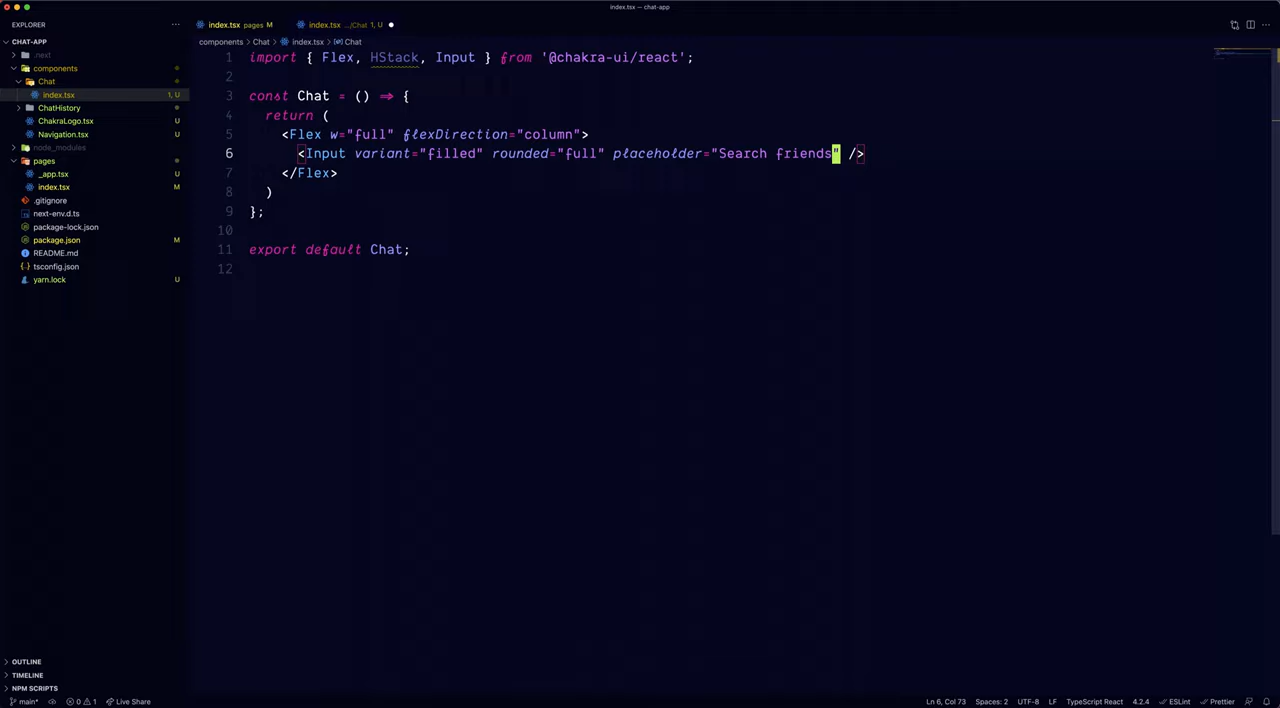 index.tsx — chat-app
EXPLORER ···
index.tsx pages M
index.tsx .../Chat 1, U
CHAT-APP
components > Chat > index.tsx > Chat
.next
components
Chat
index.tsx 1, U
ChatHistory
ChakraLogo.tsx U
Navigation.tsx U
node_modules
pages
_app.tsx U
index.tsx M
.gitignore
next-env.d.ts
package-lock.json
package.json M
README.md
tsconfig.json
yarn.lock U
1 import { Flex, HStack, Input } from '@chakra-ui/react';
2
3 const Chat = () => {
4 return (
5 <Flex w="full" flexDirection="column">
6 <Input variant="filled" rounded="full" placeholder="Search friends" />
7 </Flex>
8 )
9 };
10
11 export default Chat;
12
OUTLINE
TIMELINE
NPM SCRIPTS
main* 0 1 Live Share Ln 6, Col 73 Spaces: 2 UTF-8 LF TypeScript React 4.2.4 ESLint Prettier